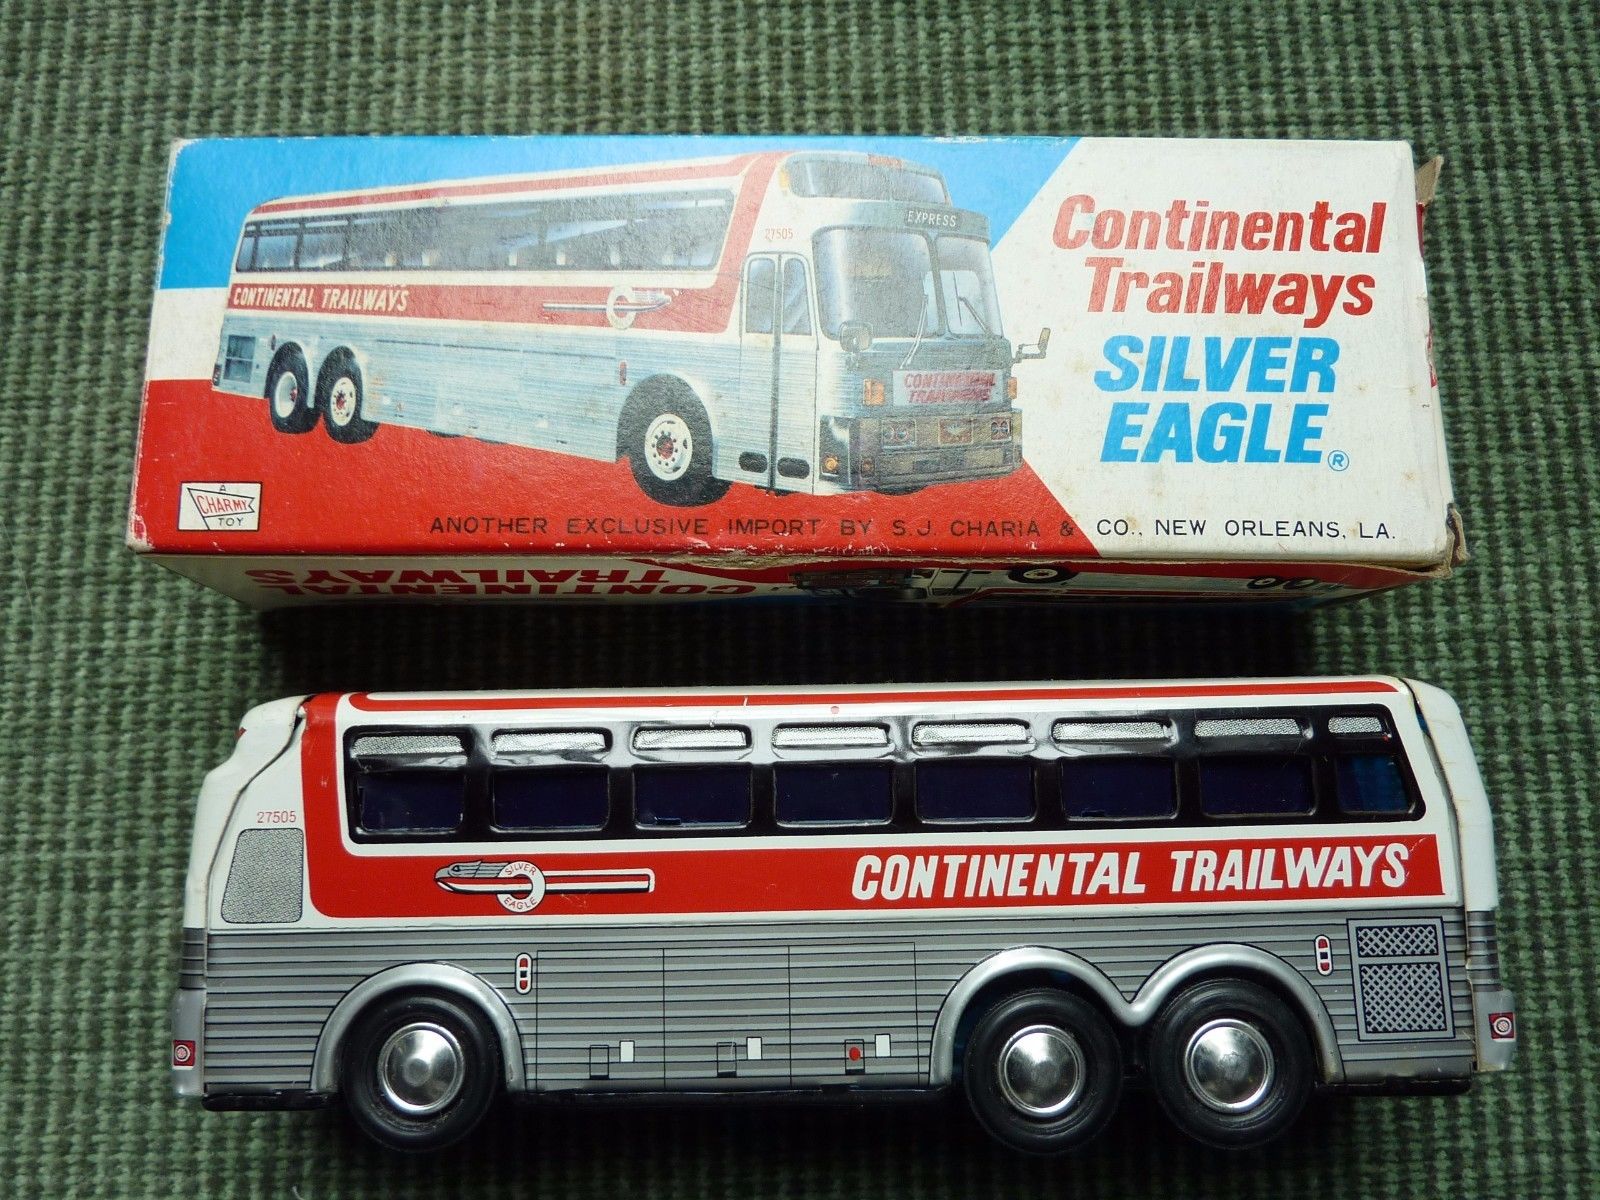 Continental
Trailways
SILVER
EAGLE®
EXPRESS
27505
CONTINENTAL TRAILWAYS
CONTINENTAL
TRAILWAYS
A
CHARMY
TOY
ANOTHER EXCLUSIVE IMPORT BY S.J. CHARIA & CO., NEW ORLEANS, LA.
CONTINENTAL
TRAILWAYS
27505
SILVER
EAGLE
CONTINENTAL TRAILWAYS